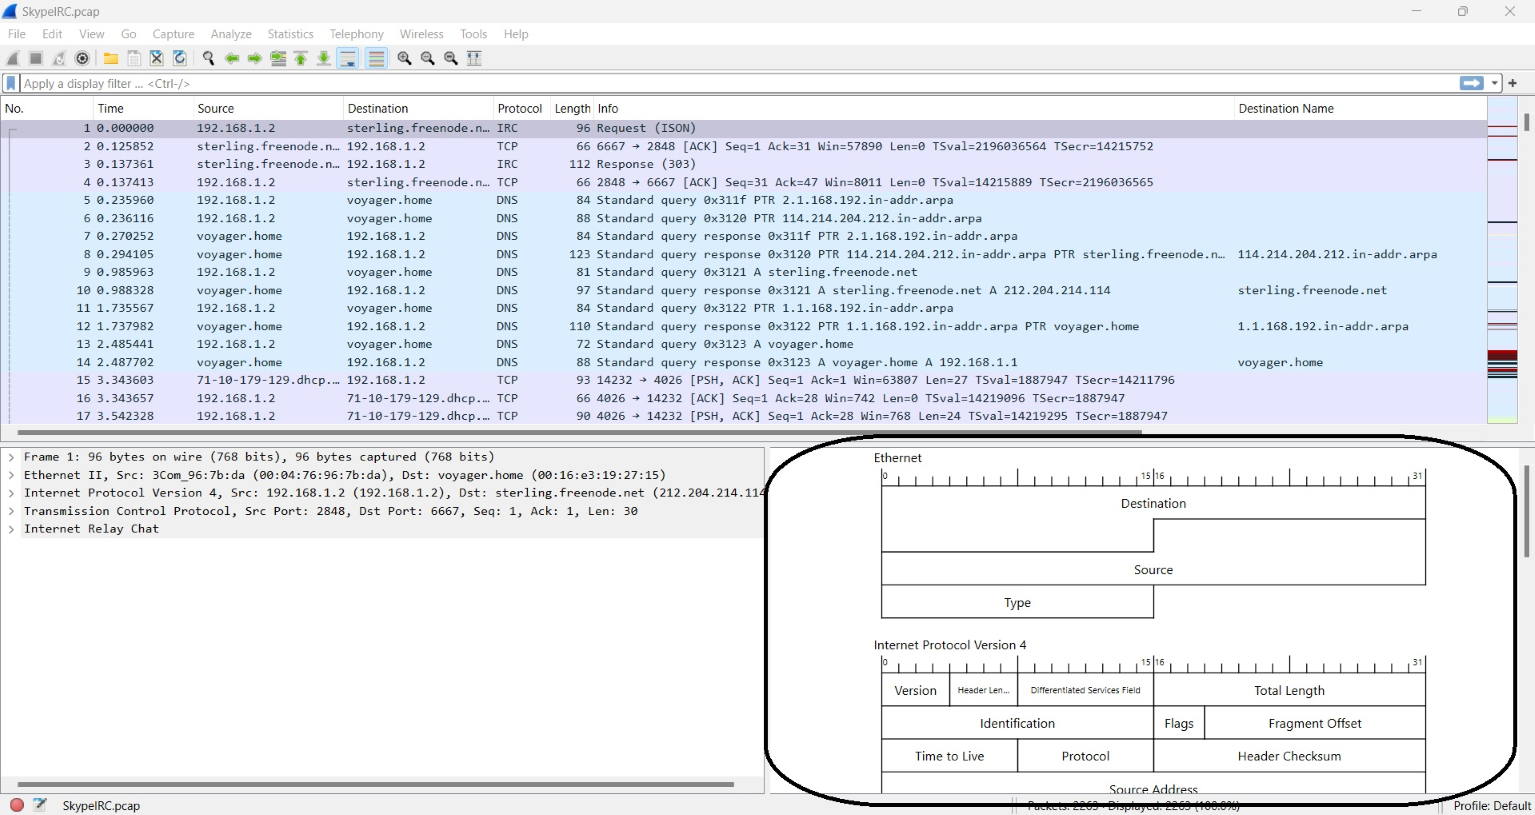 SkypeIRC.pcap
File Edit View Go Capture Analyze Statistics Telephony Wireless Tools Help
Apply a display filter ... <Ctrl-/>
No. Time Source Destination Protocol Length Info Destination Name
1 0.000000 192.168.1.2 sterling.freenode.n... IRC 96 Request (ISON)
2 0.125852 sterling.freenode.n... 192.168.1.2 TCP 66 6667 → 2848 [ACK] Seq=1 Ack=31 Win=57890 Len=0 TSval=2196036564 TSecr=14215752
3 0.137361 sterling.freenode.n... 192.168.1.2 IRC 112 Response (303)
4 0.137413 192.168.1.2 sterling.freenode.n... TCP 66 2848 → 6667 [ACK] Seq=31 Ack=47 Win=8011 Len=0 TSval=14215889 TSecr=2196036565
5 0.235960 192.168.1.2 voyager.home DNS 84 Standard query 0x311f PTR 2.1.168.192.in-addr.arpa
6 0.236116 192.168.1.2 voyager.home DNS 88 Standard query 0x3120 PTR 114.214.204.212.in-addr.arpa
7 0.270252 voyager.home 192.168.1.2 DNS 84 Standard query response 0x311f PTR 2.1.168.192.in-addr.arpa
8 0.294105 voyager.home 192.168.1.2 DNS 123 Standard query response 0x3120 PTR 114.214.204.212.in-addr.arpa PTR sterling.freenode.n... 114.214.204.212.in-addr.arpa
9 0.985963 192.168.1.2 voyager.home DNS 81 Standard query 0x3121 A sterling.freenode.net
10 0.988328 voyager.home 192.168.1.2 DNS 97 Standard query response 0x3121 A sterling.freenode.net A 212.204.214.114 sterling.freenode.net
11 1.735567 192.168.1.2 voyager.home DNS 84 Standard query 0x3122 PTR 1.1.168.192.in-addr.arpa
12 1.737982 voyager.home 192.168.1.2 DNS 110 Standard query response 0x3122 PTR 1.1.168.192.in-addr.arpa PTR voyager.home 1.1.168.192.in-addr.arpa
13 2.485441 192.168.1.2 voyager.home DNS 72 Standard query 0x3123 A voyager.home
14 2.487702 voyager.home 192.168.1.2 DNS 88 Standard query response 0x3123 A voyager.home A 192.168.1.1 voyager.home
15 3.343603 71-10-179-129.dhcp.... 192.168.1.2 TCP 93 14232 → 4026 [PSH, ACK] Seq=1 Ack=1 Win=63807 Len=27 TSval=1887947 TSecr=14211796
16 3.343657 192.168.1.2 71-10-179-129.dhcp.... TCP 66 4026 → 14232 [ACK] Seq=1 Ack=28 Win=742 Len=0 TSval=14219096 TSecr=1887947
17 3.542328 192.168.1.2 71-10-179-129.dhcp.... TCP 90 4026 → 14232 [PSH, ACK] Seq=1 Ack=28 Win=768 Len=24 TSval=14219295 TSecr=1887947
Frame 1: 96 bytes on wire (768 bits), 96 bytes captured (768 bits)
Ethernet II, Src: 3Com_96:7b:da (00:04:76:96:7b:da), Dst: voyager.home (00:16:e3:19:27:15)
Internet Protocol Version 4, Src: 192.168.1.2 (192.168.1.2), Dst: sterling.freenode.net (212.204.214.114
Transmission Control Protocol, Src Port: 2848, Dst Port: 6667, Seq: 1, Ack: 1, Len: 30
Internet Relay Chat
Ethernet
0 15 16 31
Destination
Source
Type
Internet Protocol Version 4
0 15 16 31
Version Header Len... Differentiated Services Field Total Length
Identification Flags Fragment Offset
Time to Live Protocol Header Checksum
Source Address
SkypeIRC.pcap Packets: 2263 · Displayed: 2263 (100.0%) Profile: Default